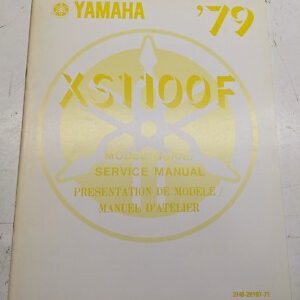 YAMAHA '79
XS1100F
MODEL GUIDE/
SERVICE MANUAL
PRESENTATION DE MODELE /
MANUEL D'ATELIER